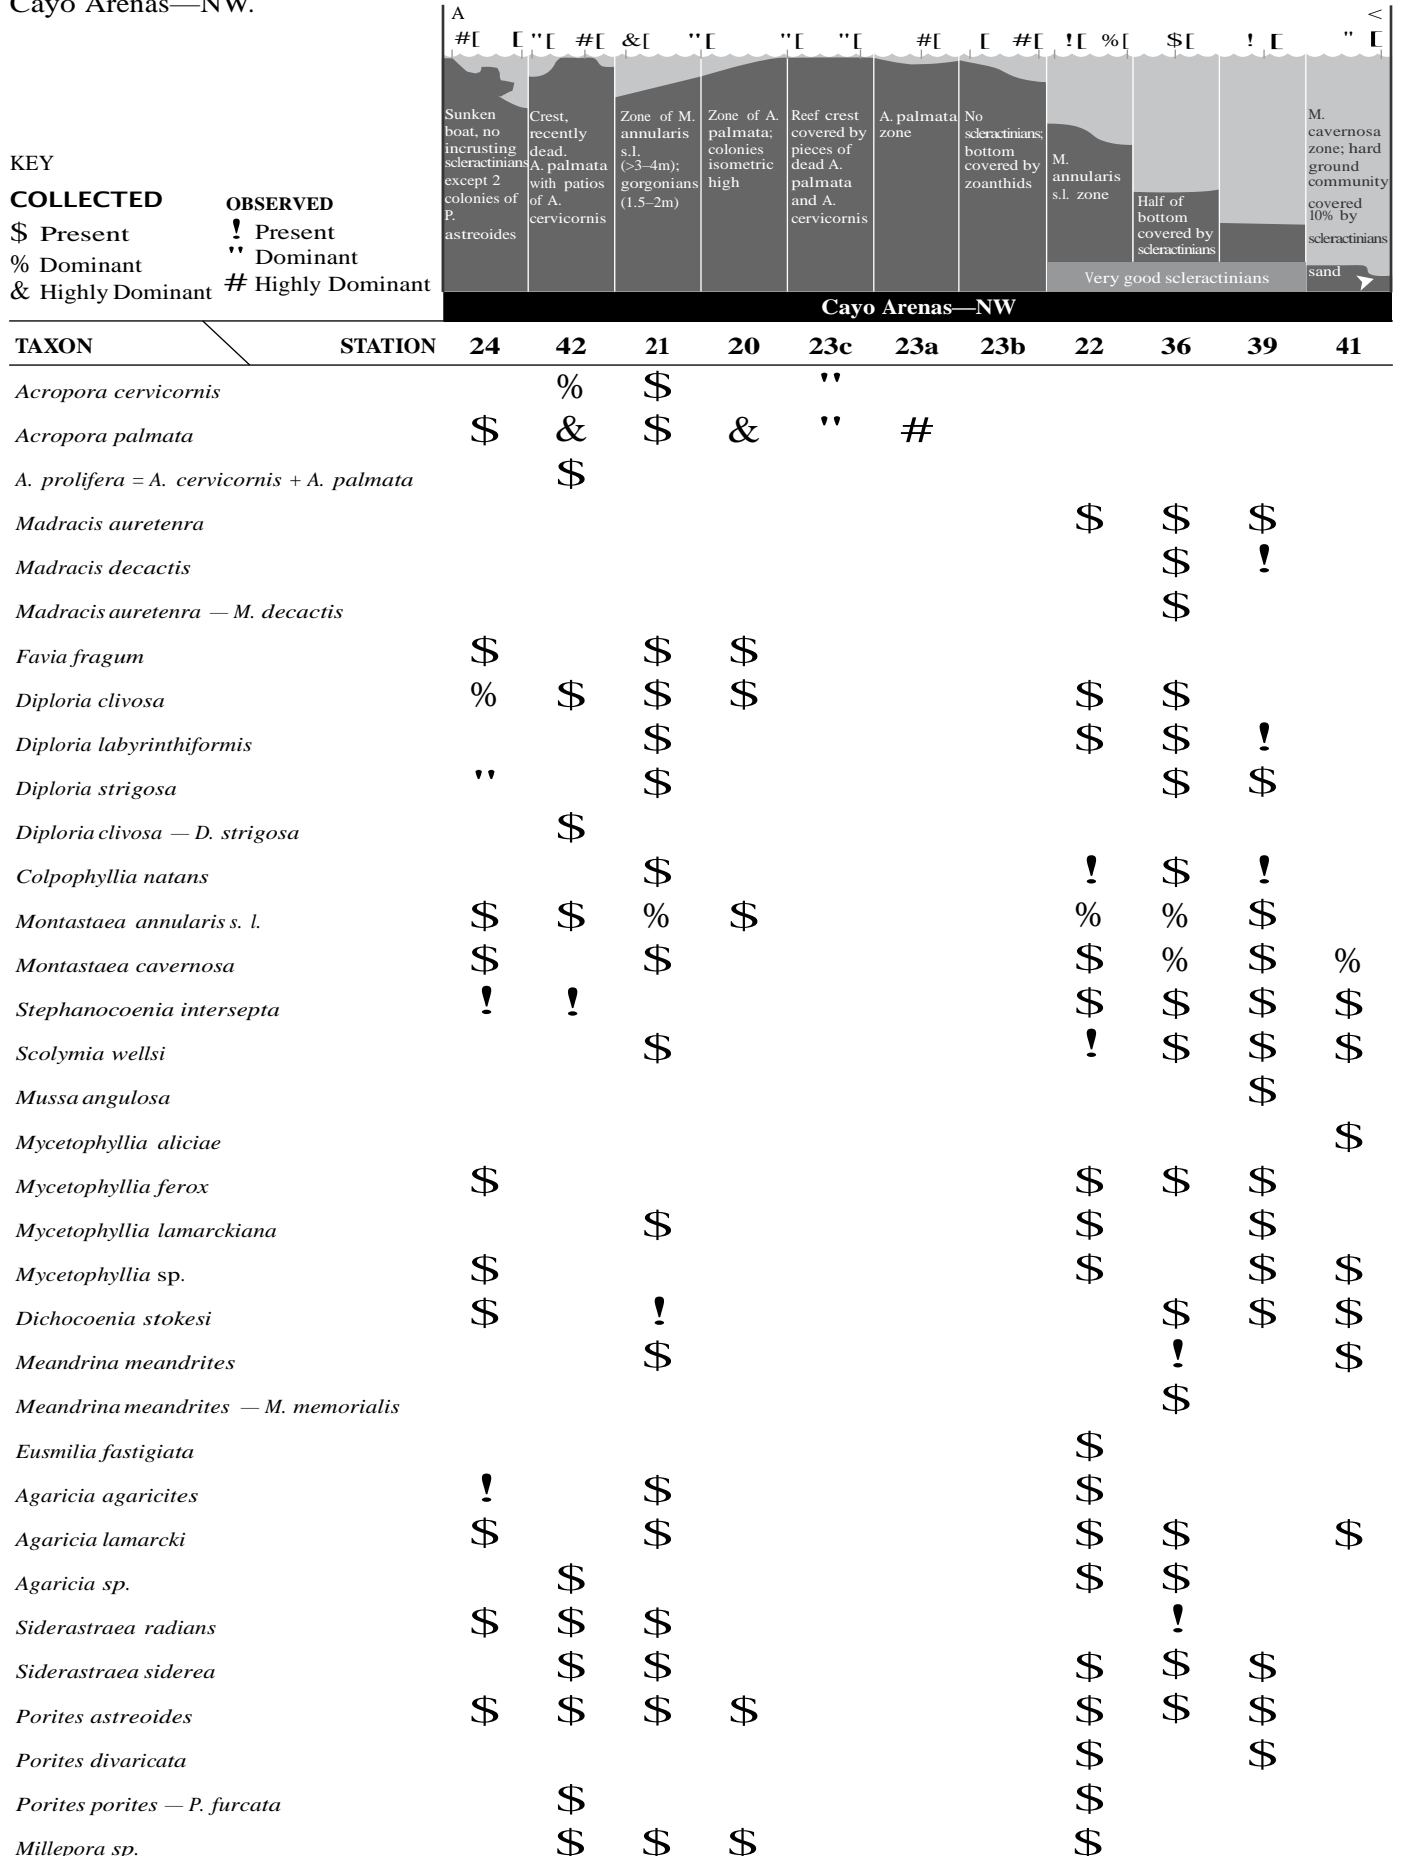 Cayo Arenas—NW.
A <
#[ [ "[ #[ &[ "[ "[ "[ #[ [ #[ ![ %[ $[ ! [ " [
Sunken
boat, no
incrusting
scleractinians
except 2
colonies of
P.
astreoides
Crest,
recently
dead.
A. palmata
with patios
of A.
cervicornis
Zone of M.
annularis
s.l.
(>3–4m);
gorgonians
(1.5–2m)
Zone of A.
palmata;
colonies
isometric
high
Reef crest
covered by
pieces of
dead A.
palmata
and A.
cervicornis
A. palmata
zone
No
scleractinians;
bottom
covered by
zoanthids
M.
annularis
s.l. zone
Half of
bottom
covered by
scleractinians
M.
cavernosa
zone; hard
ground
community
covered
10% by
scleractinians
sand
Very good scleractinians
KEY
COLLECTED
$ Present
% Dominant
& Highly Dominant
OBSERVED
! Present
" Dominant
# Highly Dominant
Cayo Arenas—NW
TAXON STATION 24 42 21 20 23c 23a 23b 22 36 39 41
Acropora cervicornis % $ "
Acropora palmata $ & $ & " #
A. prolifera = A. cervicornis + A. palmata $
Madracis auretenra $ $ $
Madracis decactis $ !
Madracis auretenra — M. decactis $
Favia fragum $ $ $
Diploria clivosa % $ $ $ $ $
Diploria labyrinthiformis $ $ $ !
Diploria strigosa " $ $ $
Diploria clivosa — D. strigosa $
Colpophyllia natans $ ! $ !
Montastaea annularis s. l. $ $ % $ % % $
Montastaea cavernosa $ $ $ % $ %
Stephanocoenia intersepta ! ! $ $ $ $
Scolymia wellsi $ ! $ $ $
Mussa angulosa $
Mycetophyllia aliciae $
Mycetophyllia ferox $ $ $ $
Mycetophyllia lamarckiana $ $ $
Mycetophyllia sp. $ $ $ $
Dichocoenia stokesi $ ! $ $ $
Meandrina meandrites $ ! $
Meandrina meandrites — M. memorialis $
Eusmilia fastigiata $
Agaricia agaricites ! $ $
Agaricia lamarcki $ $ $ $ $
Agaricia sp. $ $ $
Siderastraea radians $ $ $ !
Siderastraea siderea $ $ $ $ $
Porites astreoides $ $ $ $ $ $ $
Porites divaricata $ $
Porites porites — P. furcata $ $
Millepora sp. $ $ $ $